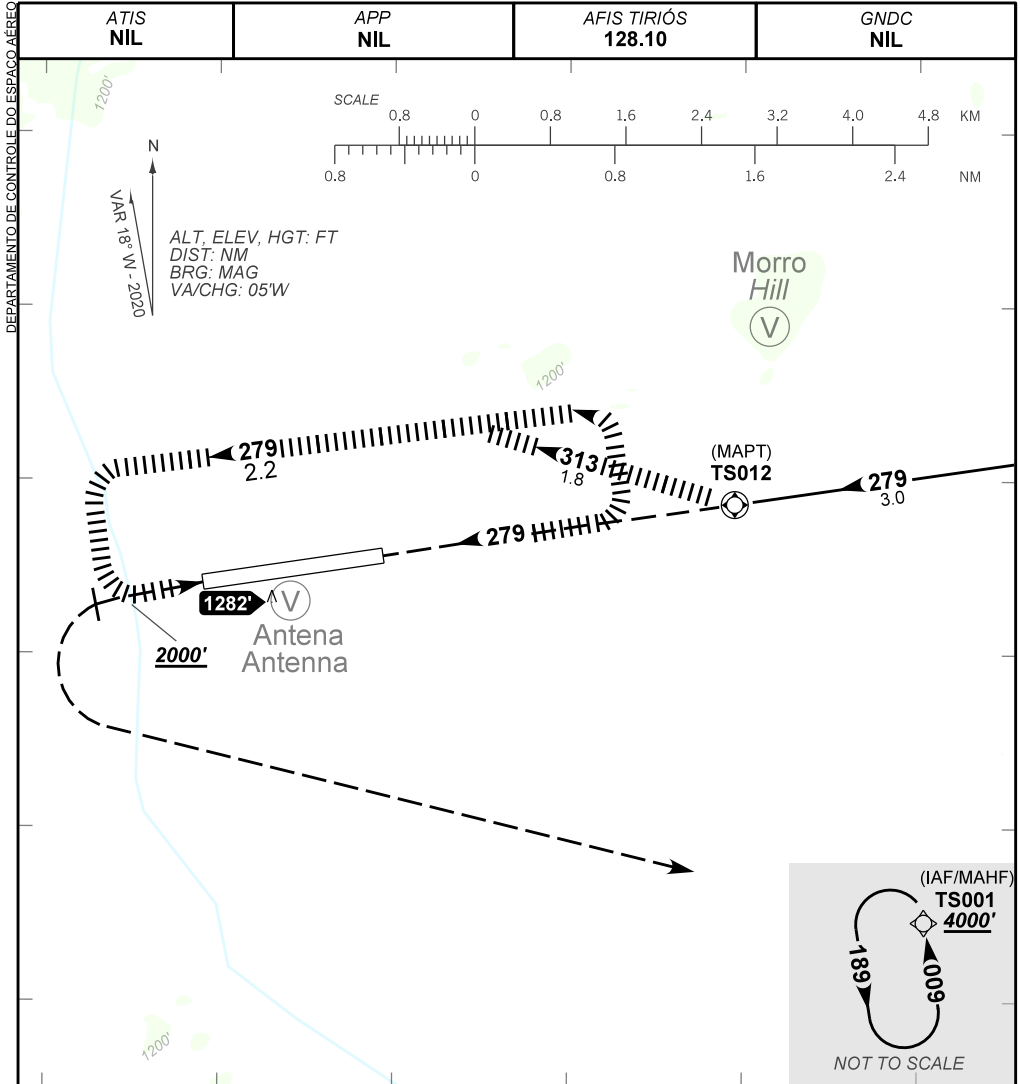 DEPARTAMENTO DE CONTROLE DO ESPAÇO AÉREO
ATIS
NIL
APP
NIL
AFIS TIRIÓS
128.10
GNDC
NIL
1200'
SCALE
0.8 0 0.8 1.6 2.4 3.2 4.0 4.8 KM
0.8 0 0.8 1.6 2.4 NM
N
VAR 18° W - 2020
ALT, ELEV, HGT: FT
DIST: NM
BRG: MAG
VA/CHG: 05'W
Morro
Hill
V
1200'
279
2.2
313
1.8
(MAPT)
TS012
279
3.0
279
1282'
V
Antena
Antenna
2000'
(IAF/MAHF)
TS001
4000'
189
009
NOT TO SCALE
1200'